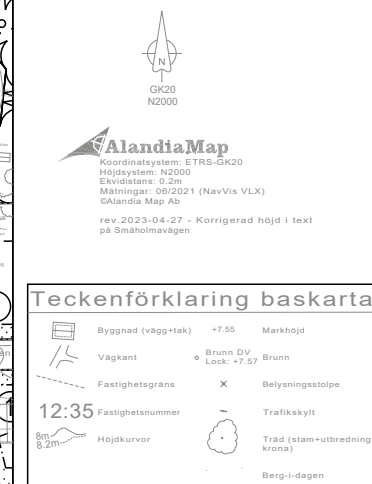 N
GK20
N2000
AlandiaMap
Koordinatsystem: ETRS-GK20
Höjdsystem: N2000
Ekvidistans: 0.2m
Mätningar: 06/2021 (NavVis VLX)
©Alandia Map Ab
rev.2023-04-27 - Korrigerad höjd i text
på Småholmavägen
Teckenförklaring baskarta
Byggnad (vägg+tak)
+7.55 Markhöjd
Vägkant
Brunn DV
Lock: +7.57 Brunn
Fastighetsgräns
Belysningsstolpe
12:35 Fastighetsnummer
Trafikskylt
8m
8.2m
Höjdkurvor
Träd (stam+utbredning
krona)
Berg-i-dagen